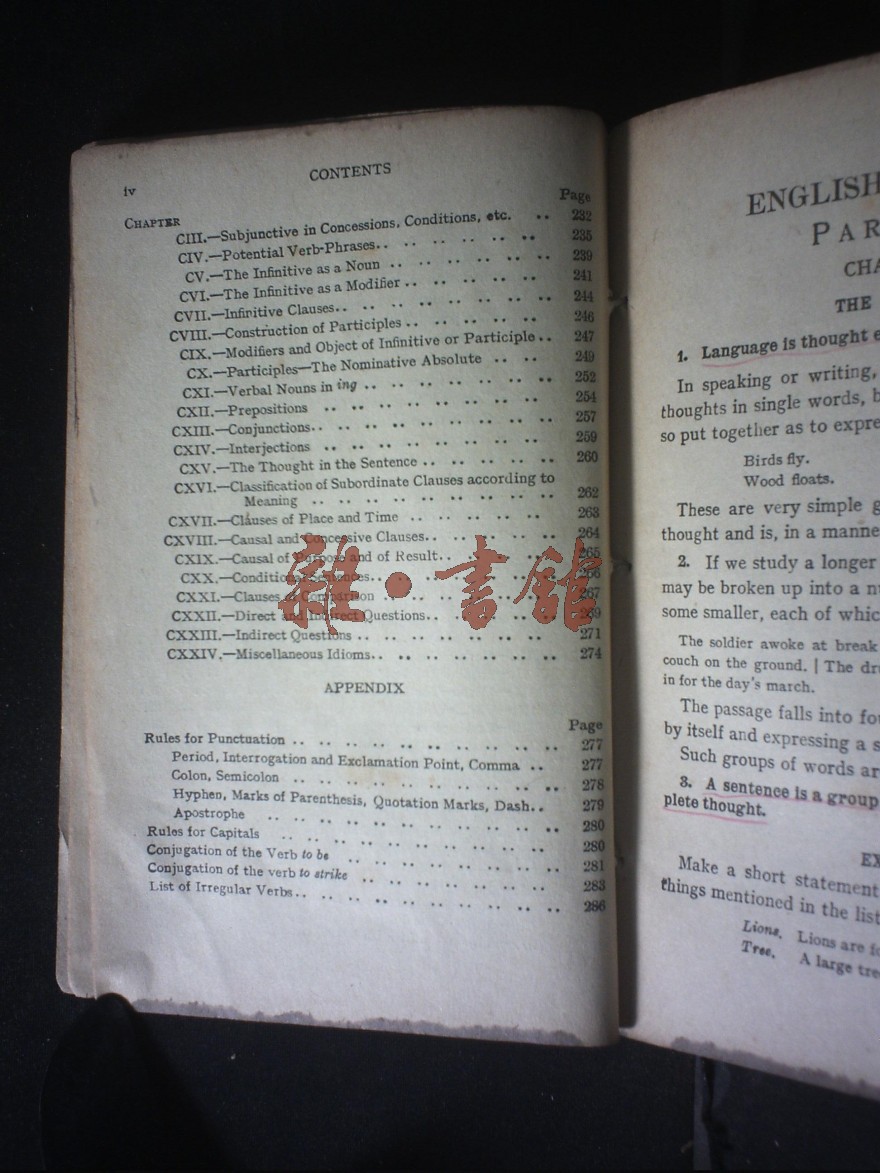 iv
CONTENTS
CHAPTER Page
CIII.—Subjunctive in Concessions, Conditions, etc. .. 232
CIV.—Potential Verb-Phrases.. .. .. .. .. .. 235
CV.—The Infinitive as a Noun .. .. .. .. .. .. 239
CVI.—The Infinitive as a Modifier .. .. .. .. .. 241
CVII.—Infinitive Clauses.. .. .. .. .. .. .. 244
CVIII.—Construction of Participles .. .. .. .. .. 246
CIX.—Modifiers and Object of Infinitive or Participle.. 247
CX.—Participles—The Nominative Absolute .. .. .. 249
CXI.—Verbal Nouns in ing .. .. .. .. .. .. .. 252
CXII.—Prepositions .. .. .. .. .. .. .. 254
CXIII.—Conjunctions.. .. .. .. .. .. .. .. 257
CXIV.—Interjections .. .. .. .. .. .. .. 259
CXV.—The Thought in the Sentence .. .. .. .. .. 260
CXVI.—Classification of Subordinate Clauses according to
Meaning .. .. .. .. .. .. .. .. .. 262
CXVII.—Clauses of Place and Time .. .. .. .. .. 263
CXVIII.—Causal and Concessive Clauses.. .. .. .. .. 264
CXIX.—Causal of Purpose and of Result.. .. .. .. 265
CXX.—Conditional Sentences.. .. .. .. .. .. 266
CXXI.—Clauses of Comparison .. .. .. .. .. .. 267
CXXII.—Direct and Indirect Questions.. .. .. .. .. 269
CXXIII.—Indirect Questions .. .. .. .. .. .. 271
CXXIV.—Miscellaneous Idioms.. .. .. .. .. .. .. 274
APPENDIX
Page
Rules for Punctuation .. .. .. .. .. .. .. .. .. .. 277
Period, Interrogation and Exclamation Point, Comma .. 277
Colon, Semicolon .. .. .. .. .. .. .. .. .. 278
Hyphen, Marks of Parenthesis, Quotation Marks, Dash.. 279
Apostrophe .. .. .. .. .. .. .. .. .. .. 280
Rules for Capitals .. .. .. .. .. .. .. .. .. 280
Conjugation of the Verb to be .. .. .. .. .. .. .. 281
Conjugation of the verb to strike .. .. .. .. .. .. 283
List of Irregular Verbs.. .. .. .. .. .. .. .. .. 286
雜·書館
ENGLISH
PAR
CHA
THE
1. Language is thought e
In speaking or writing,
thoughts in single words, b
so put together as to expre
Birds fly.
Wood floats.
These are very simple g
thought and is, in a manne
2. If we study a longer
may be broken up into a n
some smaller, each of whic
The soldier awoke at break
couch on the ground. | The dr
in for the day's march.
The passage falls into fo
by itself and expressing a s
Such groups of words ar
3. A sentence is a group
plete thought.
EX
Make a short statement
things mentioned in the list
Lions. Lions are fo
Tree. A large tre